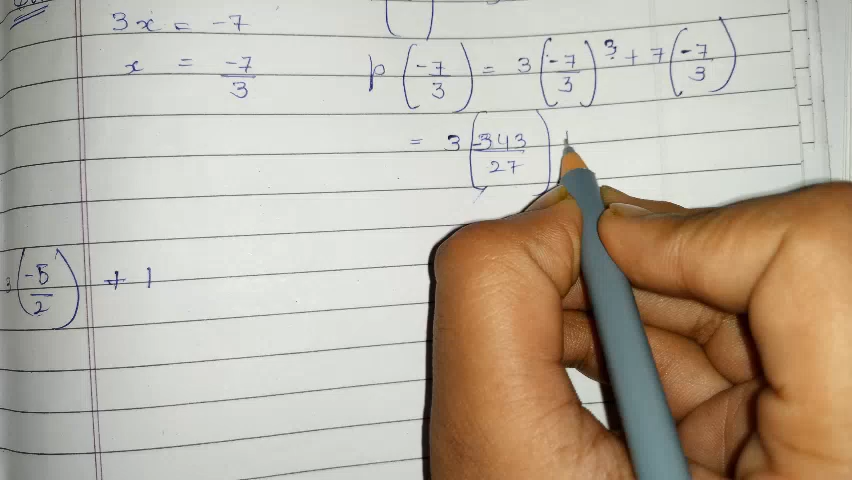 3x = -7
x = -7/3 p(-7/3) = 3(-7/3)³ + 7(-7/3)
= 3(-343/27)
3(-5/2) + 1